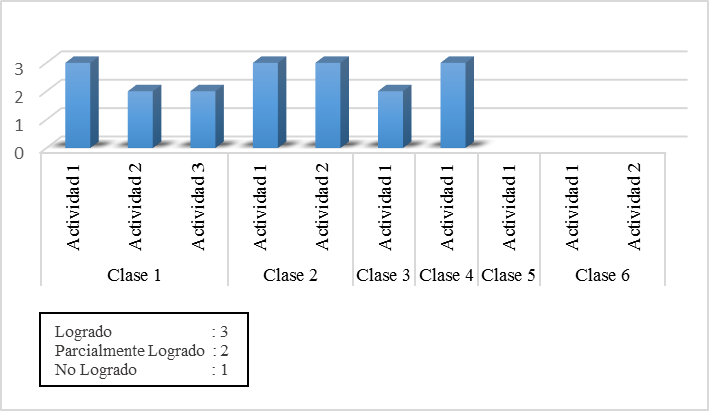 3
2
1
0
Actividad 1
Actividad 2
Actividad 3
Actividad 1
Actividad 2
Actividad 1
Actividad 1
Actividad 1
Actividad 1
Actividad 2
Clase 1
Clase 2
Clase 3
Clase 4
Clase 5
Clase 6
Logrado : 3
Parcialmente Logrado : 2
No Logrado : 1